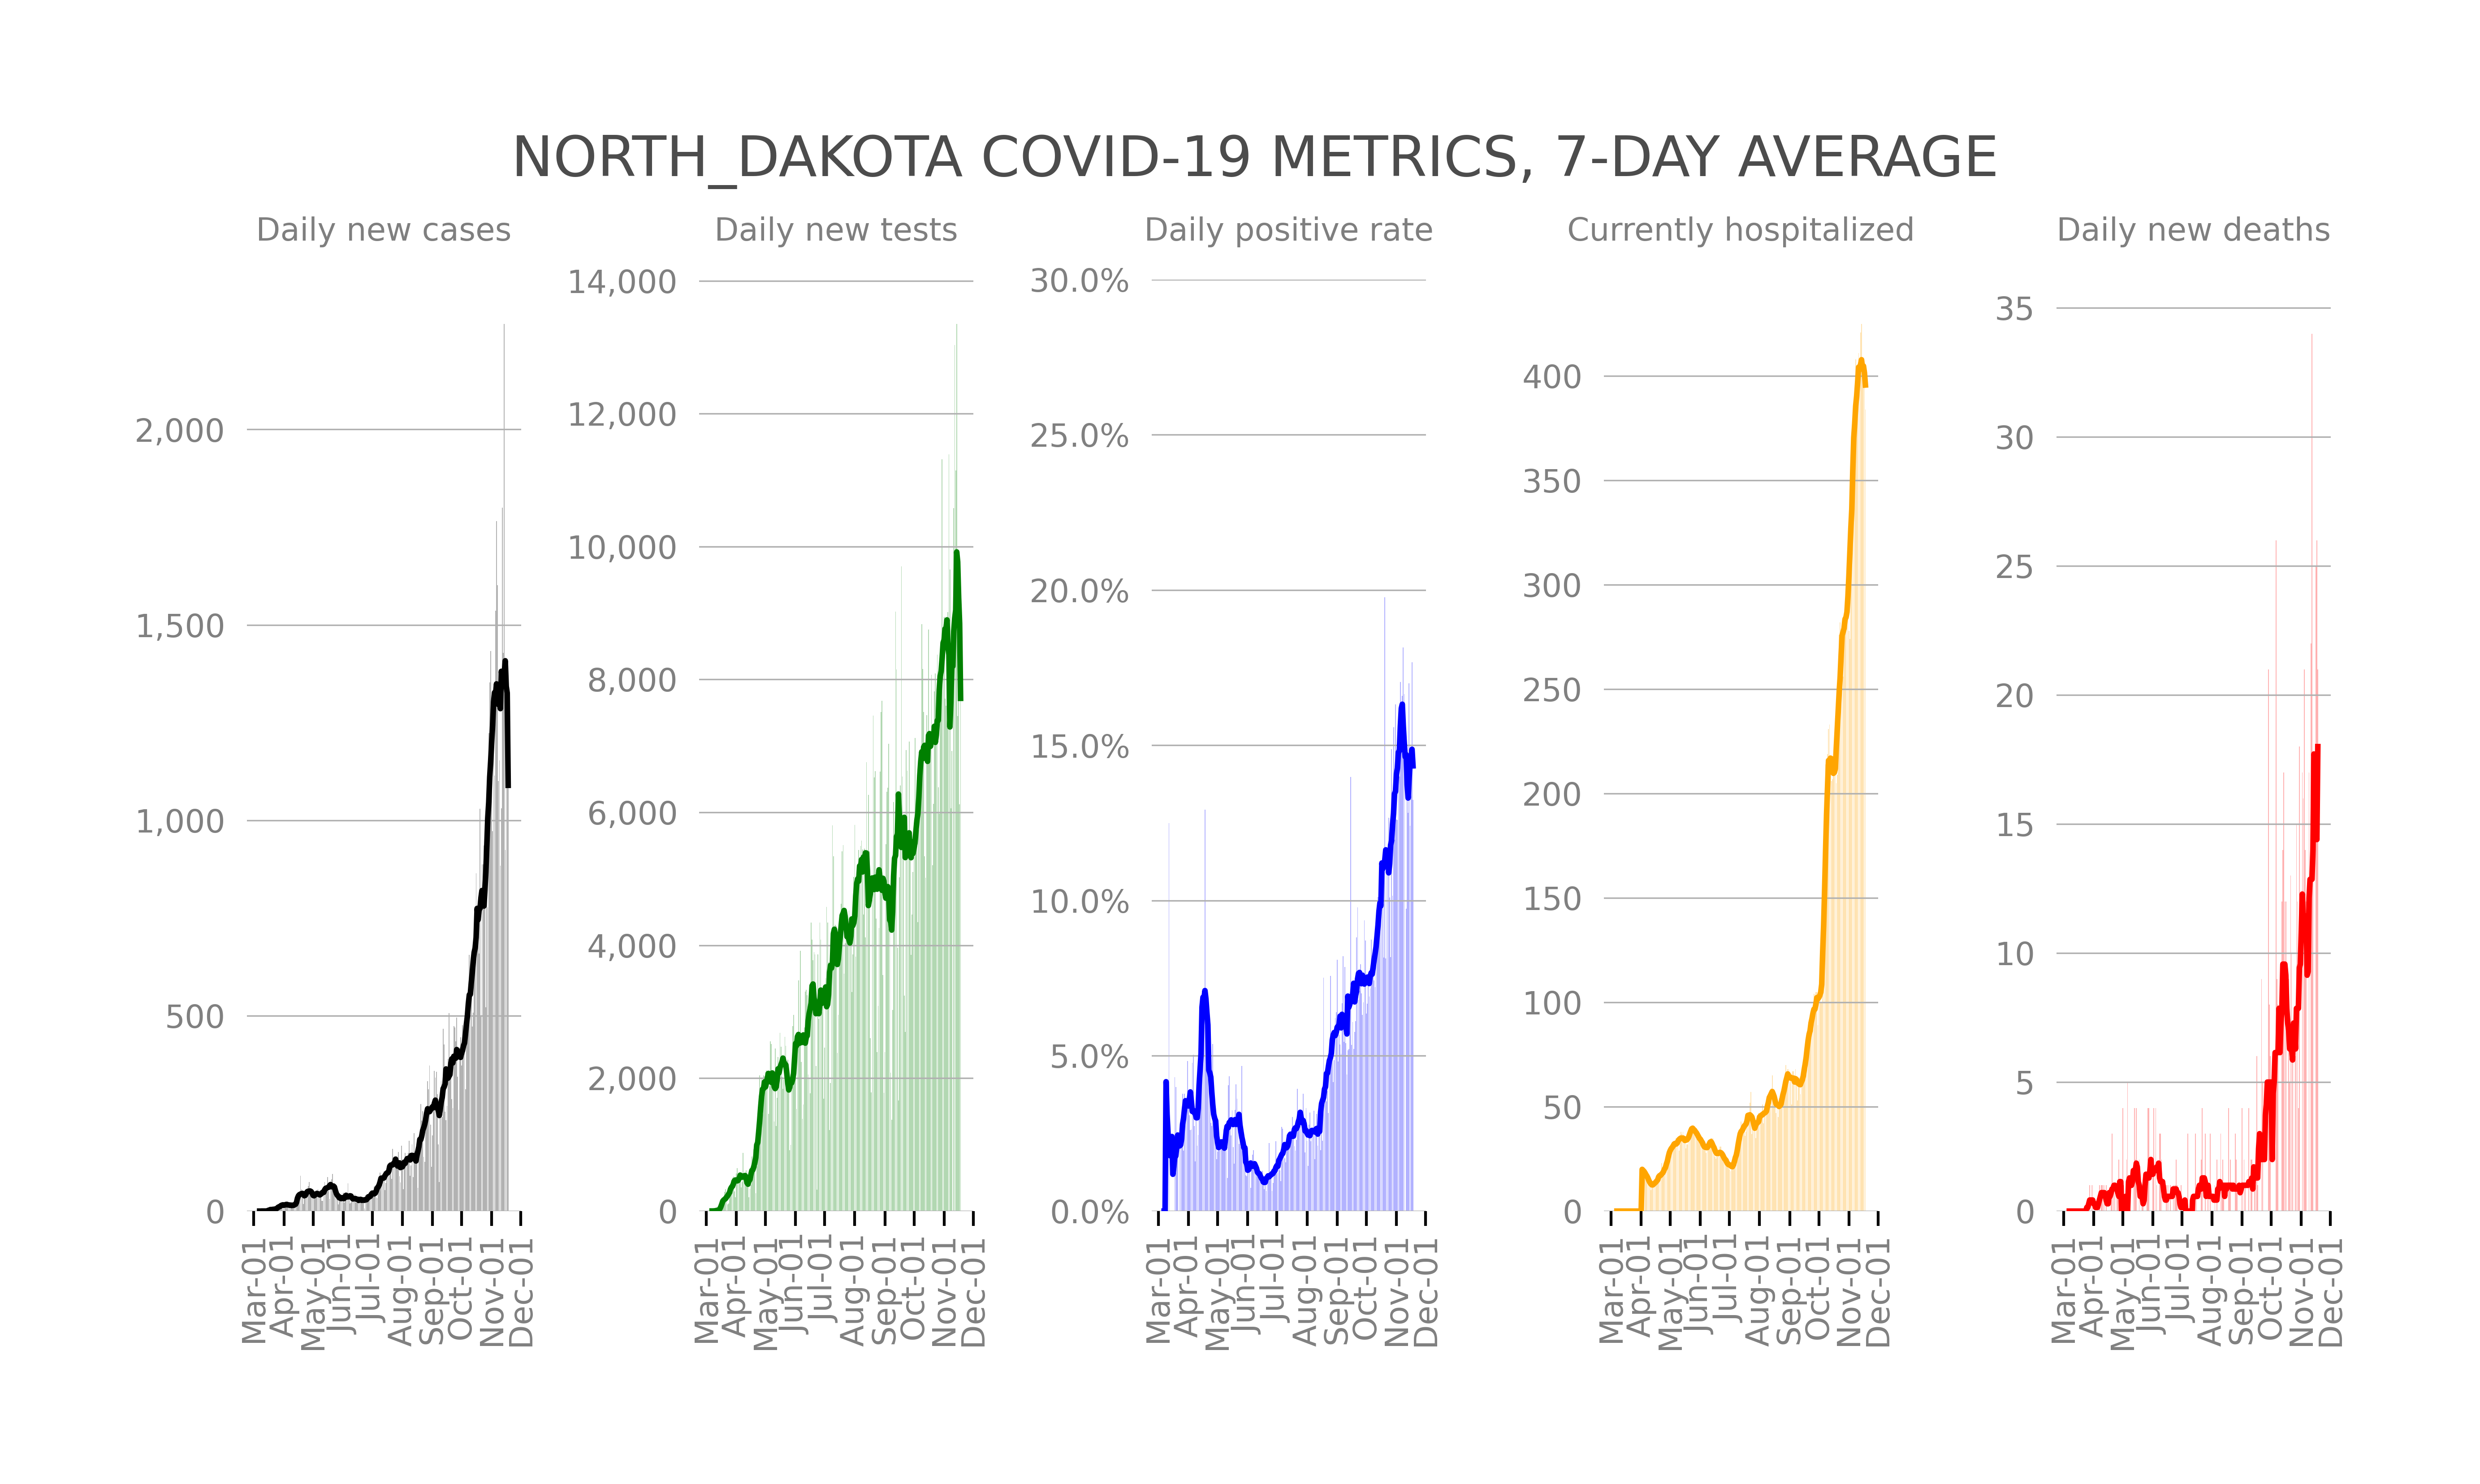 NORTH_DAKOTA COVID-19 METRICS, 7-DAY AVERAGE
Daily new cases
2,000
1,500
1,000
500
0
Mar-01
Apr-01
May-01
Jun-01
Jul-01
Aug-01
Sep-01
Oct-01
Nov-01
Dec-01
Daily new tests
14,000
12,000
10,000
8,000
6,000
4,000
2,000
0
Mar-01
Apr-01
May-01
Jun-01
Jul-01
Aug-01
Sep-01
Oct-01
Nov-01
Dec-01
Daily positive rate
30.0%
25.0%
20.0%
15.0%
10.0%
5.0%
0.0%
Mar-01
Apr-01
May-01
Jun-01
Jul-01
Aug-01
Sep-01
Oct-01
Nov-01
Dec-01
Currently hospitalized
400
350
300
250
200
150
100
50
0
Mar-01
Apr-01
May-01
Jun-01
Jul-01
Aug-01
Sep-01
Oct-01
Nov-01
Dec-01
Daily new deaths
35
30
25
20
15
10
5
0
Mar-01
Apr-01
May-01
Jun-01
Jul-01
Aug-01
Sep-01
Oct-01
Nov-01
Dec-01